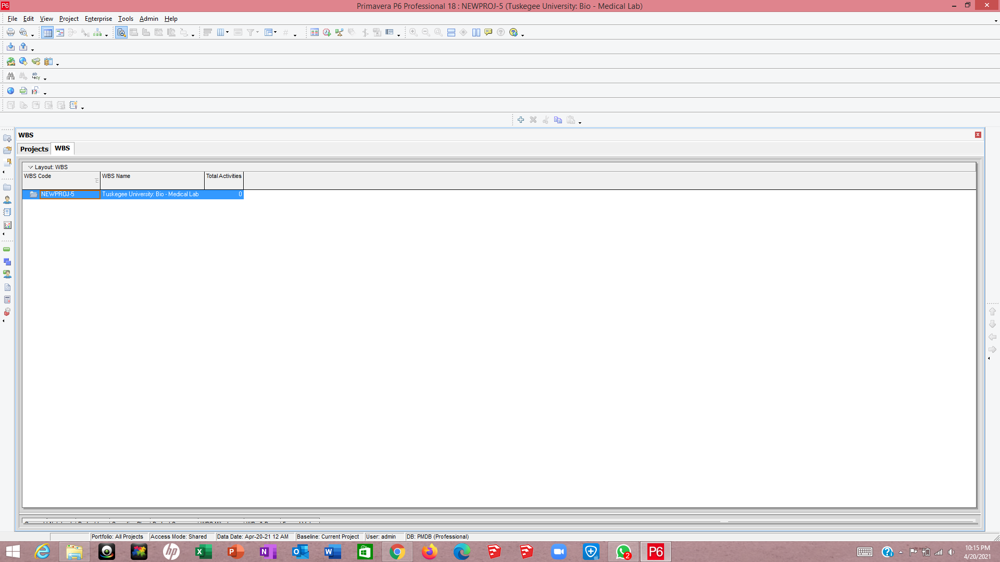 P6 Primavera P6 Professional 18 : NEWPROJ-5 (Tuskegee University: Bio - Medical Lab)
File Edit View Project Enterprise Tools Admin Help
WBS
Projects WBS
Layout: WBS
WBS Code WBS Name Total Activities
NEWPROJ-5 Tuskegee University: Bio - Medical Lab 0
Portfolio: All Projects Access Mode: Shared Data Date: Apr-20-21 12 AM Baseline: Current Project User: admin DB: PMDB (Professional)
2 P6
10:15 PM
4/20/2021